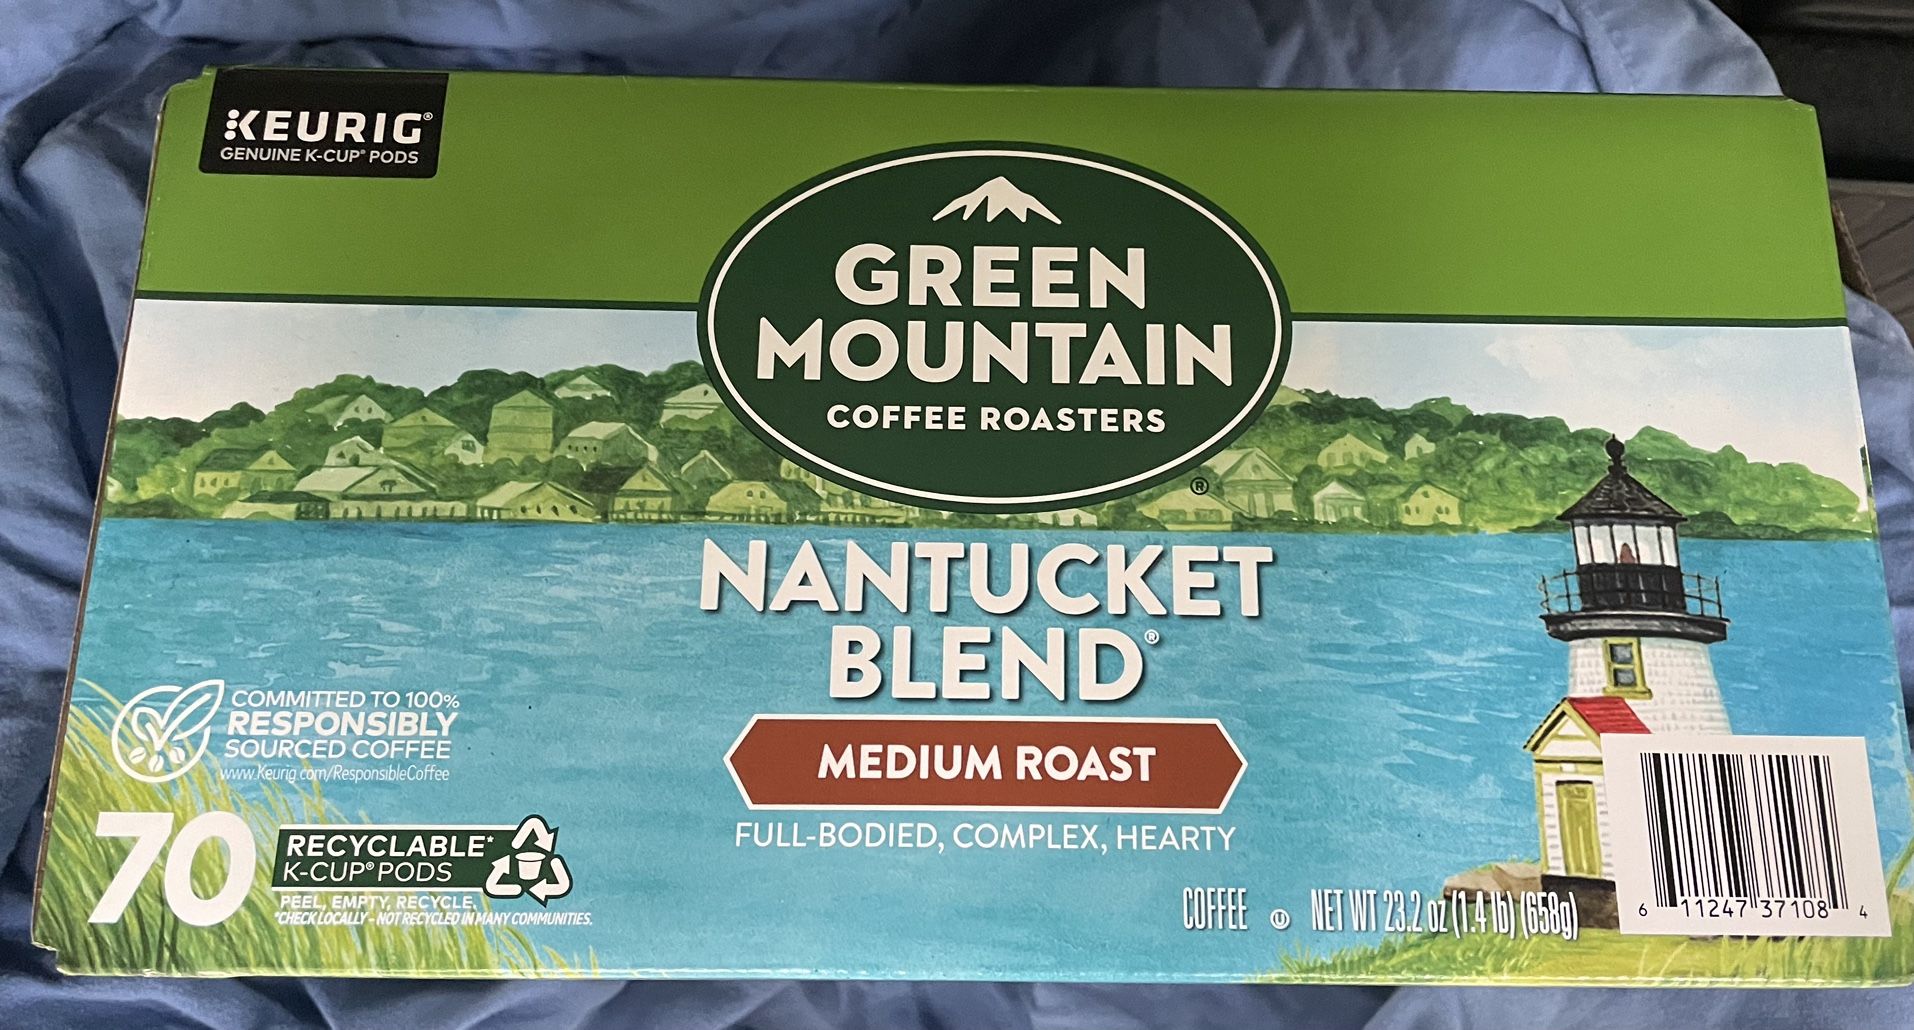 KEURIG®
GENUINE K-CUP® PODS
GREEN
MOUNTAIN
COFFEE ROASTERS
®
NANTUCKET
BLEND®
MEDIUM ROAST
FULL-BODIED, COMPLEX, HEARTY
COMMITTED TO 100%
RESPONSIBLY
SOURCED COFFEE
www.Keurig.com/ResponsibleCoffee
70
RECYCLABLE*
K-CUP® PODS
PEEL, EMPTY, RECYCLE.
*CHECK LOCALLY - NOT RECYCLED IN MANY COMMUNITIES.
COFFEE U NET WT 23.2 oz (1.4 lb) (658g)
6 11247 37108 4